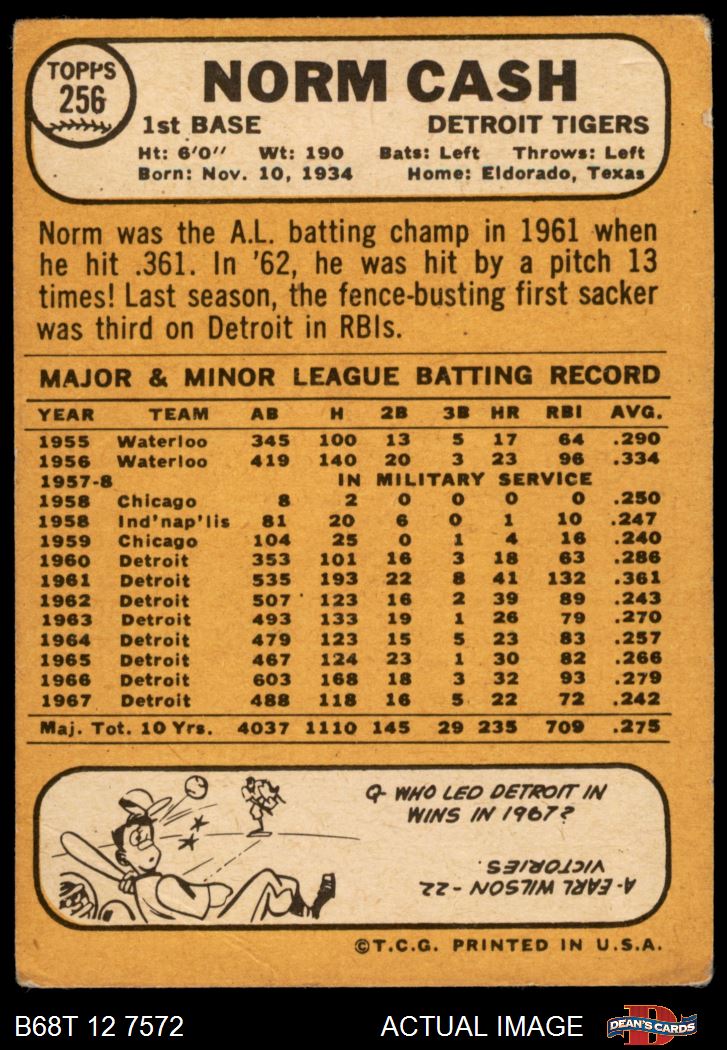 TOPPS
256
NORM CASH
1st BASE DETROIT TIGERS
Ht: 6'0" Wt: 190 Bats: Left Throws: Left
Born: Nov. 10, 1934 Home: Eldorado, Texas
Norm was the A.L. batting champ in 1961 when
he hit .361. In '62, he was hit by a pitch 13
times! Last season, the fence-busting first sacker
was third on Detroit in RBIs.
MAJOR & MINOR LEAGUE BATTING RECORD
YEAR TEAM AB H 2B 3B HR RBI AVG.
1955 Waterloo 345 100 13 5 17 64 .290
1956 Waterloo 419 140 20 3 23 96 .334
1957-8 IN MILITARY SERVICE
1958 Chicago 8 2 0 0 0 0 .250
1958 Ind'nap'lis 81 20 6 0 1 10 .247
1959 Chicago 104 25 0 1 4 16 .240
1960 Detroit 353 101 16 3 18 63 .286
1961 Detroit 535 193 22 8 41 132 .361
1962 Detroit 507 123 16 2 39 89 .243
1963 Detroit 493 133 19 1 26 79 .270
1964 Detroit 479 123 15 5 23 83 .257
1965 Detroit 467 124 23 1 30 82 .266
1966 Detroit 603 168 18 3 32 93 .279
1967 Detroit 488 118 16 5 22 72 .242
Maj. Tot. 10 Yrs. 4037 1110 145 29 235 709 .275
Q- WHO LED DETROIT IN
WINS IN 1967?
A- EARL WILSON - 22
VICTORIES.
©T.C.G. PRINTED IN U.S.A.
B68T 12 7572 ACTUAL IMAGE DEAN'S CARDS